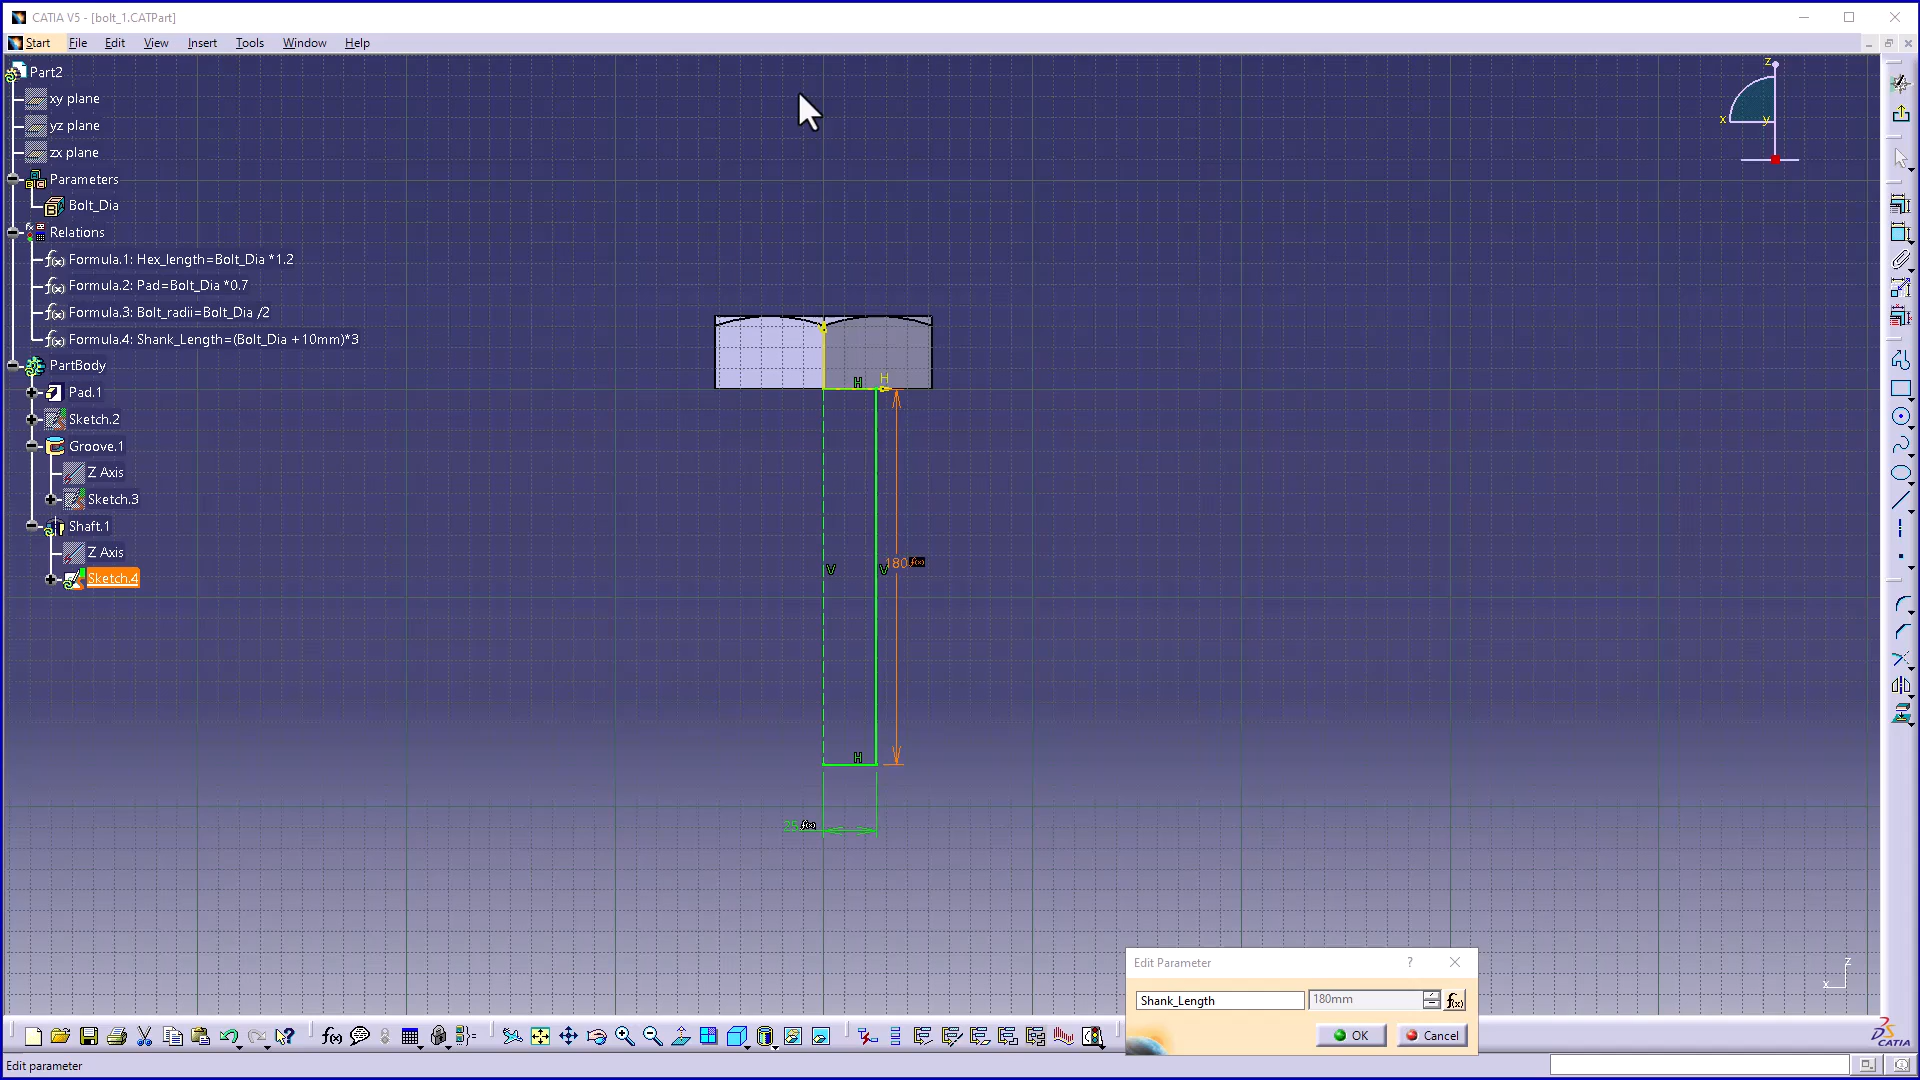 CATIA V5 - [bolt_1.CATPart]
Start File Edit View Insert Tools Window Help
Part2
xy plane
yz plane
zx plane
Parameters
Bolt_Dia
Relations
Formula.1: Hex_length=Bolt_Dia *1.2
Formula.2: Pad=Bolt_Dia *0.7
Formula.3: Bolt_radii=Bolt_Dia /2
Formula.4: Shank_Length=(Bolt_Dia +10mm)*3
PartBody
Pad.1
Sketch.2
Groove.1
Z Axis
Sketch.3
Shaft.1
Z Axis
Sketch.4
z
x y
H
H
V V 180 f(x)
H
25 f(x)
z
x
Edit Parameter ?
Shank_Length 180mm f(x)
OK Cancel
CATIA
Edit parameter